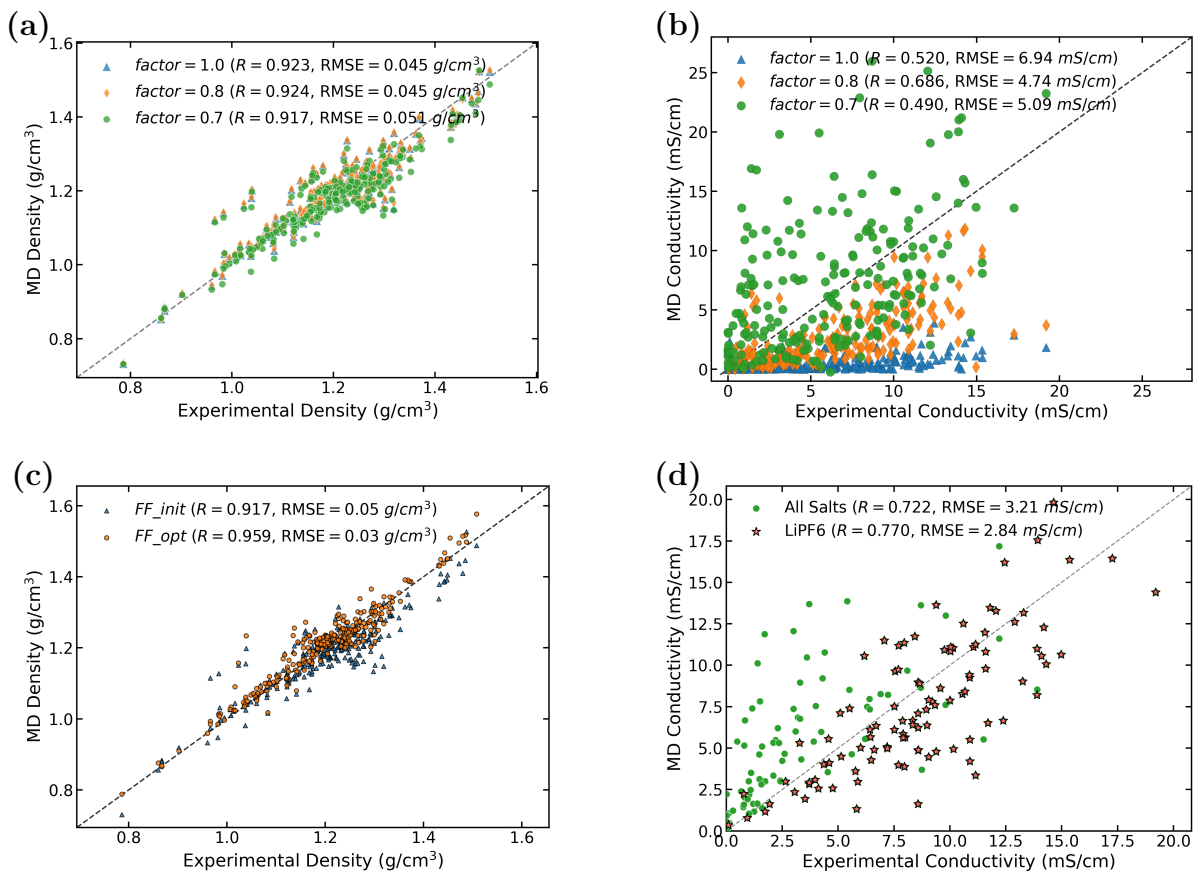 (a)
1.6
1.4
1.2
1.0
0.8
0.8
1.0
1.2
1.4
1.6
MD Density (g/cm³)
Experimental Density (g/cm³)
factor = 1.0 (R = 0.923, RMSE = 0.045 g/cm³)
factor = 0.8 (R = 0.924, RMSE = 0.045 g/cm³)
factor = 0.7 (R = 0.917, RMSE = 0.051 g/cm³)
(b)
25
20
15
10
5
0
0
5
10
15
20
25
MD Conductivity (mS/cm)
Experimental Conductivity (mS/cm)
factor = 1.0 (R = 0.520, RMSE = 6.94 mS/cm)
factor = 0.8 (R = 0.686, RMSE = 4.74 mS/cm)
factor = 0.7 (R = 0.490, RMSE = 5.09 mS/cm)
(c)
1.6
1.4
1.2
1.0
0.8
0.8
1.0
1.2
1.4
1.6
MD Density (g/cm³)
Experimental Density (g/cm³)
FF_init (R = 0.917, RMSE = 0.05 g/cm³)
FF_opt (R = 0.959, RMSE = 0.03 g/cm³)
(d)
20.0
17.5
15.0
12.5
10.0
7.5
5.0
2.5
0.0
0.0
2.5
5.0
7.5
10.0
12.5
15.0
17.5
20.0
MD Conductivity (mS/cm)
Experimental Conductivity (mS/cm)
All Salts (R = 0.722, RMSE = 3.21 mS/cm)
LiPF6 (R = 0.770, RMSE = 2.84 mS/cm)